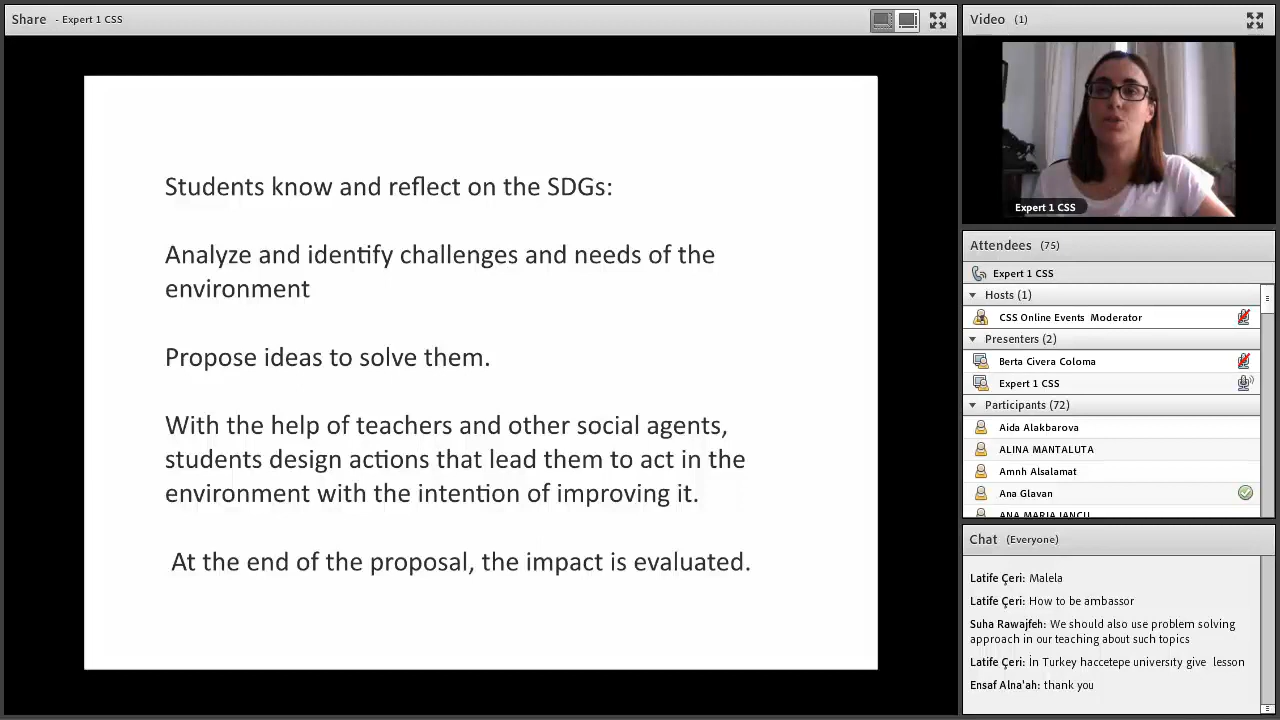 Share - Expert 1 CSS
Students know and reflect on the SDGs:
Analyze and identify challenges and needs of the
environment
Propose ideas to solve them.
With the help of teachers and other social agents,
students design actions that lead them to act in the
environment with the intention of improving it.
At the end of the proposal, the impact is evaluated.
Video (1)
Expert 1 CSS
Attendees (75)
Expert 1 CSS
Hosts (1)
CSS Online Events Moderator
Presenters (2)
Berta Civera Coloma
Expert 1 CSS
Participants (72)
Aida Alakbarova
ALINA MANTALUTA
Amnh Alsalamat
Ana Glavan
ANA MARIA IANCU
Chat (Everyone)
Latife Çeri: Malela
Latife Çeri: How to be ambassor
Suha Rawajfeh: We should also use problem solving
approach in our teaching about such topics
Latife Çeri: İn Turkey haccetepe unıversıty give lesson
Ensaf Alna'ah: thank you